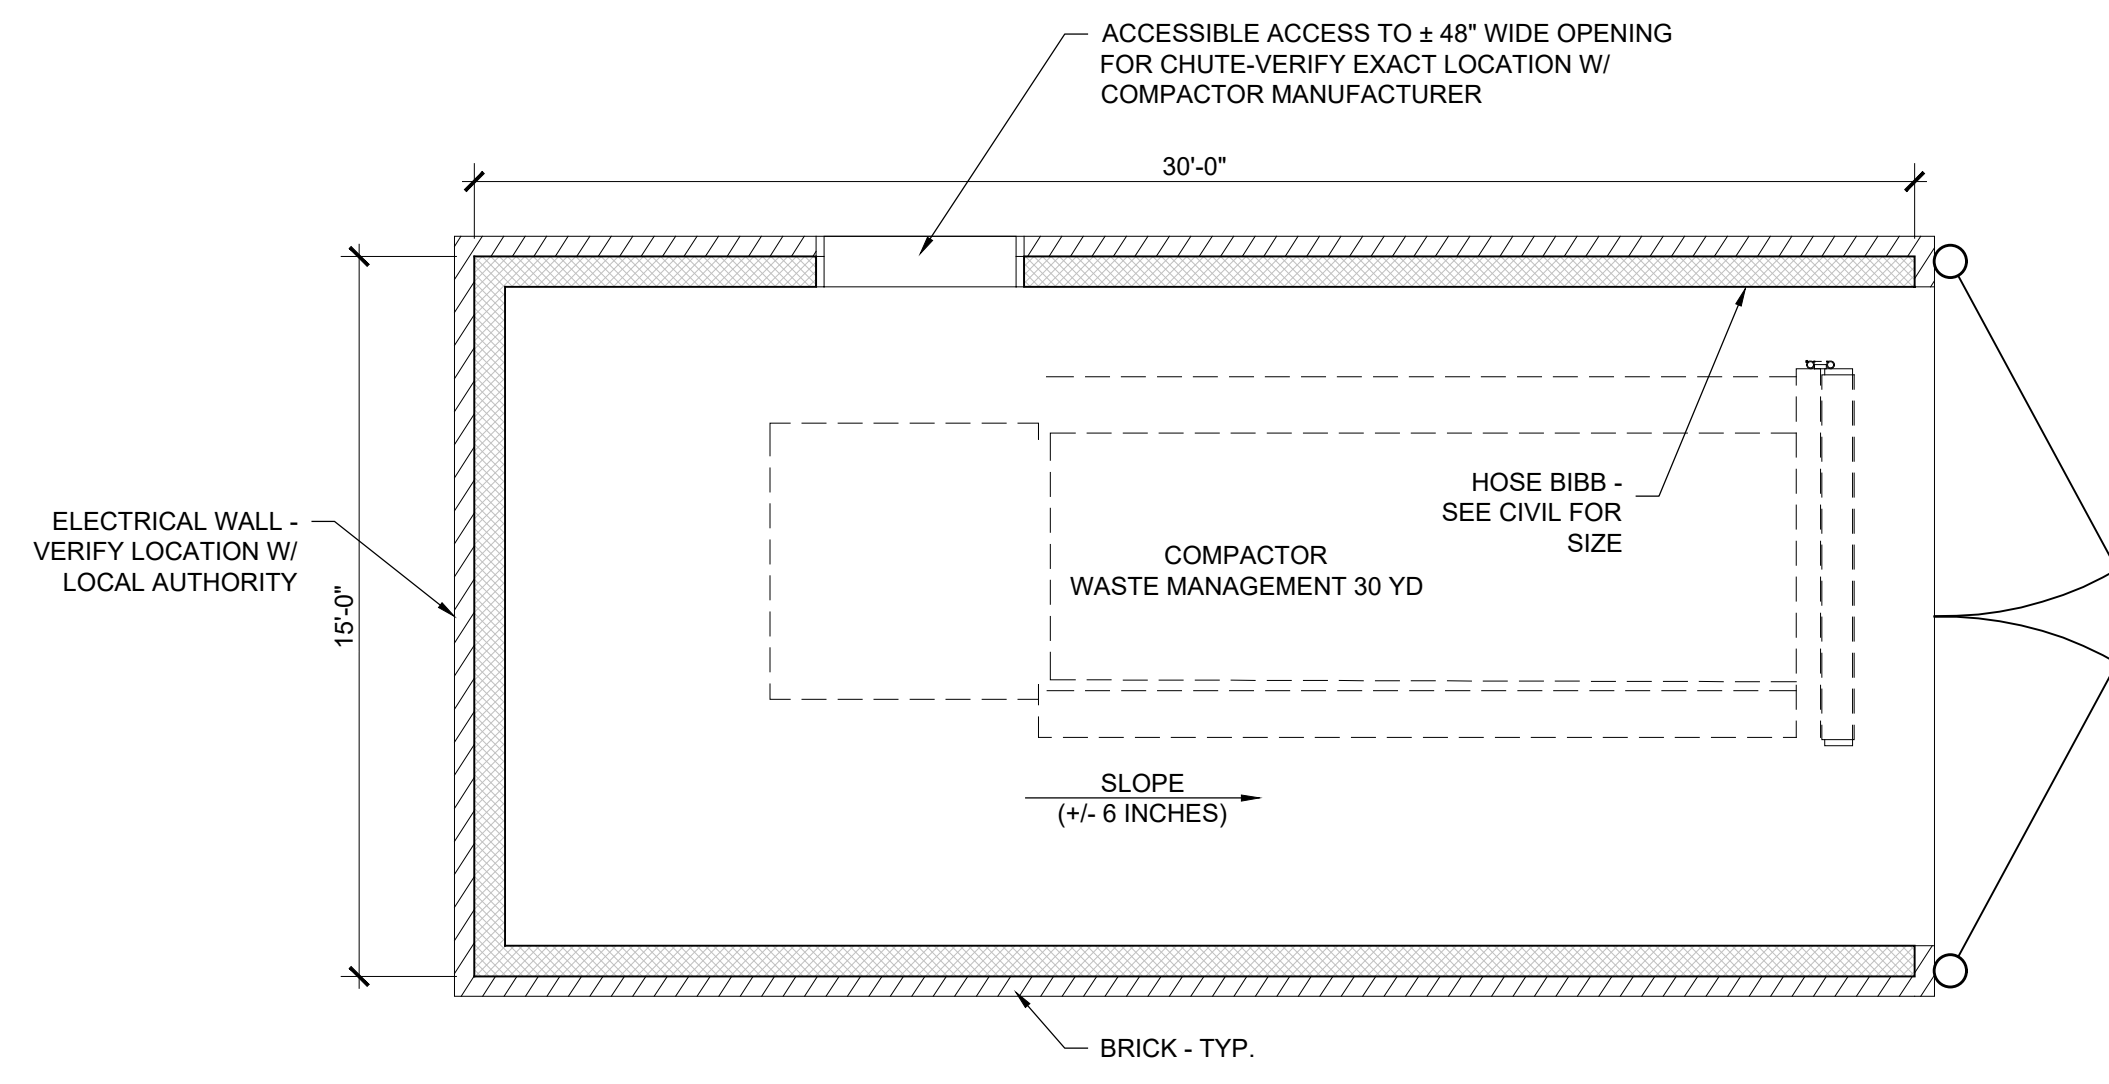 ACCESSIBLE ACCESS TO ± 48" WIDE OPENING
FOR CHUTE-VERIFY EXACT LOCATION W/
COMPACTOR MANUFACTURER
30'-0"
ELECTRICAL WALL -
VERIFY LOCATION W/
LOCAL AUTHORITY
15'-0"
HOSE BIBB -
SEE CIVIL FOR
SIZE
COMPACTOR
WASTE MANAGEMENT 30 YD
SLOPE
(+/- 6 INCHES)
BRICK - TYP.